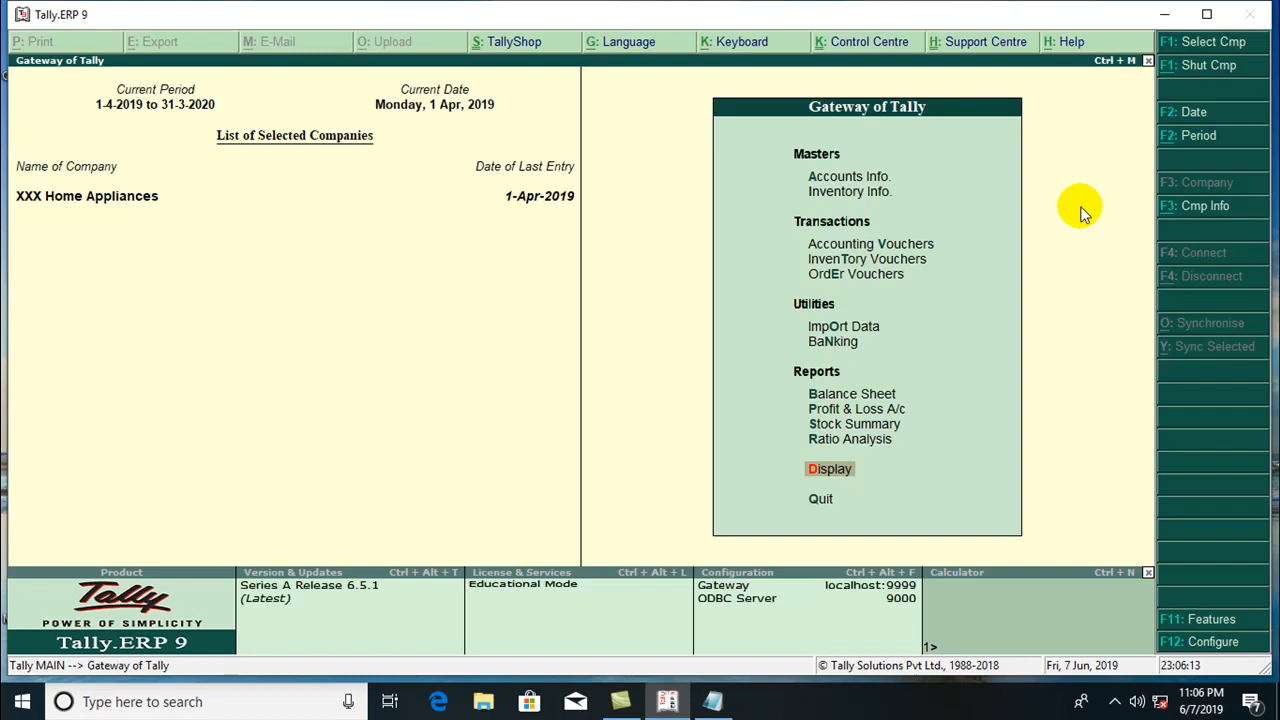 Tally.ERP 9
P: Print
E: Export
M: E-Mail
O: Upload
S: TallyShop
G: Language
K: Keyboard
K: Control Centre
H: Support Centre
H: Help
F1: Select Cmp
Gateway of Tally
Ctrl + M
F1: Shut Cmp
Current Period
1-4-2019 to 31-3-2020
Current Date
Monday, 1 Apr, 2019
List of Selected Companies
Name of Company
Date of Last Entry
XXX Home Appliances
1-Apr-2019
Gateway of Tally
Masters
Accounts Info.
Inventory Info.
Transactions
Accounting Vouchers
InvenTory Vouchers
OrdEr Vouchers
Utilities
ImpOrt Data
BaNking
Reports
Balance Sheet
Profit & Loss A/c
Stock Summary
Ratio Analysis
Display
Quit
F2: Date
F2: Period
F3: Company
F3: Cmp Info
F4: Connect
F4: Disconnect
O: Synchronise
Y: Sync Selected
F11: Features
F12: Configure
Product
Tally
POWER OF SIMPLICITY
Tally.ERP 9
Version & Updates
Ctrl + Alt + T
Series A Release 6.5.1
(Latest)
License & Services
Ctrl + Alt + L
Educational Mode
Configuration
Ctrl + Alt + F
Gateway
localhost:9999
ODBC Server
9000
Calculator
Ctrl + N
1>
Tally MAIN --> Gateway of Tally
© Tally Solutions Pvt Ltd., 1988-2018
Fri, 7 Jun, 2019
23:06:13
Type here to search
11:06 PM
6/7/2019
7